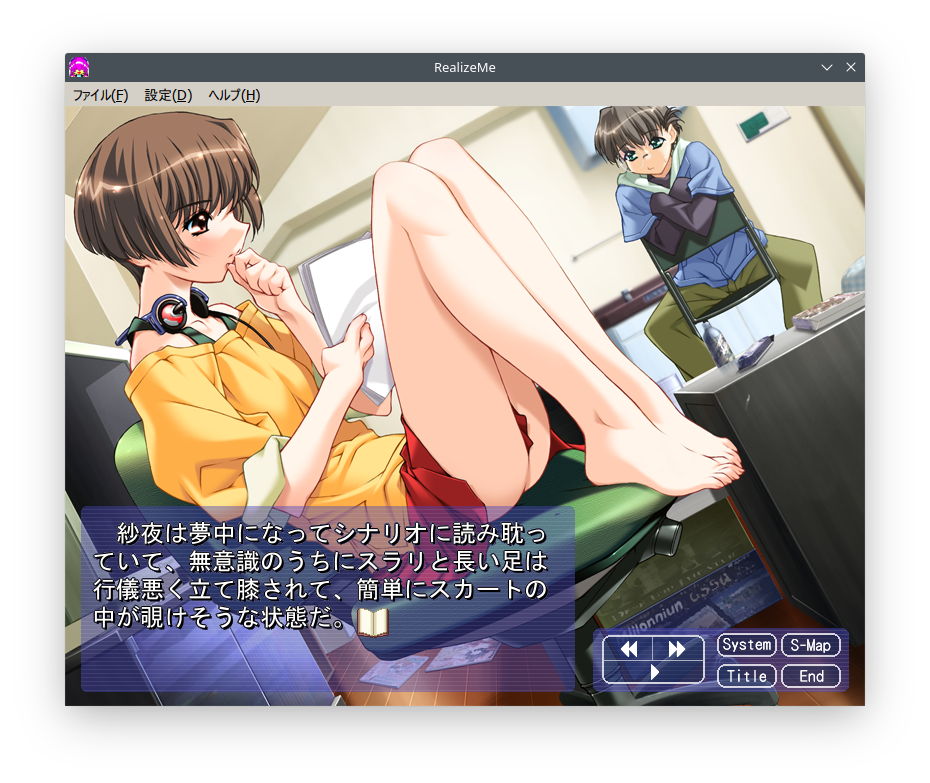 RealizeMe
ファイル(F) 設定(D) ヘルプ(H)
紗夜は夢中になってシナリオに読み耽っ
ていて、無意識のうちにスラリと長い足は
行儀悪く立て膝されて、簡単にスカートの
中が覗けそうな状態だ。
System S-Map
Title End